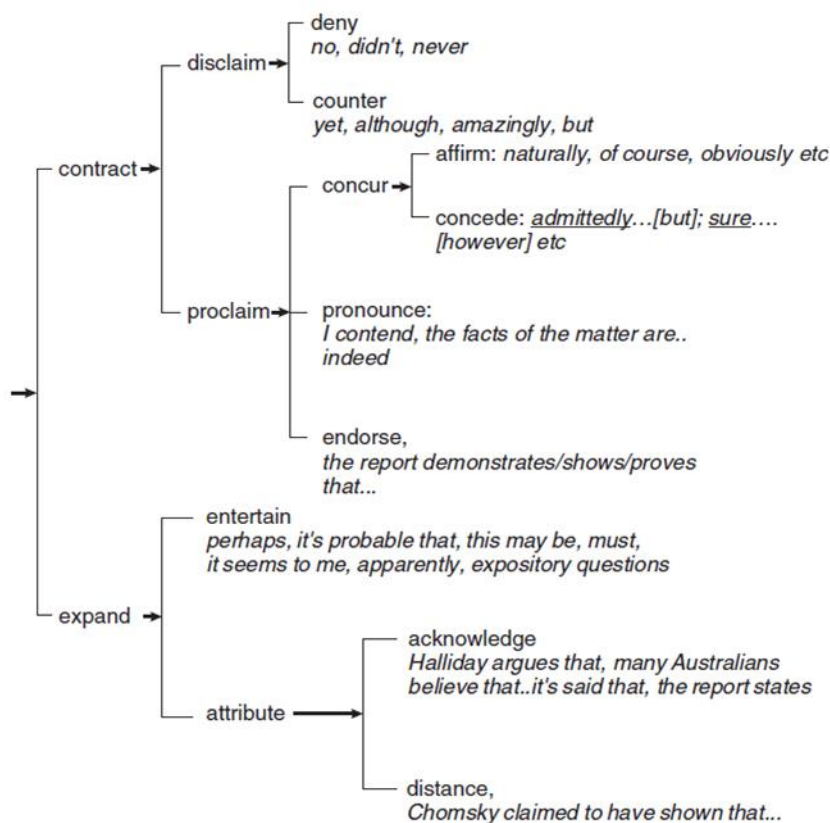 deny
no, didn't, never
disclaim
counter
yet, although, amazingly, but
affirm: naturally, of course, obviously etc
contract
concur
concede: admittedly...[but]; sure....
[however] etc
proclaim
pronounce:
I contend, the facts of the matter are..
indeed
endorse,
the report demonstrates/shows/proves
that...
entertain
perhaps, it's probable that, this may be, must,
it seems to me, apparently, expository questions
expand
acknowledge
Halliday argues that, many Australians
believe that..it's said that, the report states
attribute
distance,
Chomsky claimed to have shown that...